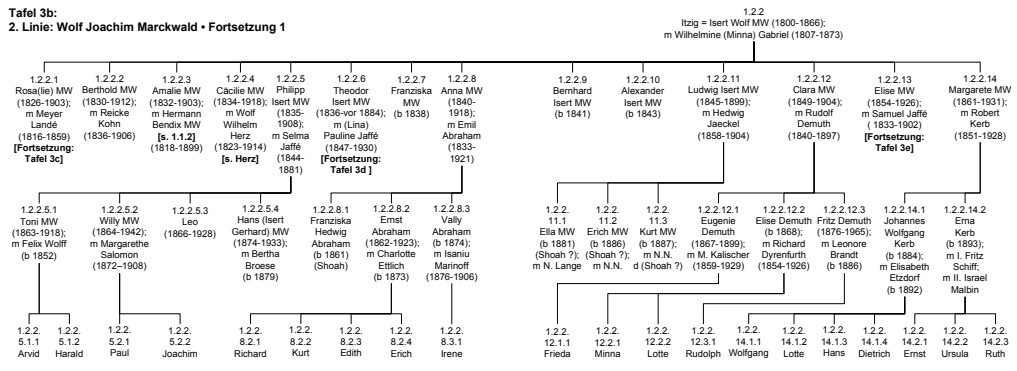 Tafel 3b:
2. Linie: Wolf Joachim Marckwald • Fortsetzung 1
1.2.2
Itzig = Isert Wolf MW (1800-1866);
m Wilhelmine (Minna) Gabriel (1807-1873)
1.2.2.1
Rosa(lie) MW
(1826-1903);
m Meyer
Landé
(1816-1859)
[Fortsetzung:
Tafel 3c]
1.2.2.2
Berthold MW
(1830-1912);
m Reicke
Kohn
(1836-1906)
1.2.2.3
Amalie MW
(1832-1903);
m Hermann
Bendix MW
[s. 1.1.2]
(1818-1899)
1.2.2.4
Cäcilie MW
(1834-1918);
m Wolf
Wilhelm
Herz
(1823-1914)
[s. Herz]
1.2.2.5
Philipp
Isert MW
(1835-
1908);
m Selma
Jaffé
(1844-
1881)
1.2.2.6
Theodor
Isert MW
(1836-vor 1884);
m (Lina)
Pauline Jaffé
(1847-1930)
[Fortsetzung:
Tafel 3d ]
1.2.2.7
Franziska
MW
(b 1838)
1.2.2.8
Anna MW
(1840-
1918);
m Emil
Abraham
(1833-
1921)
1.2.2.9
Bernhard
Isert MW
(b 1841)
1.2.2.10
Alexander
Isert MW
(b 1843)
1.2.2.11
Ludwig Isert MW
(1845-1899);
m Hedwig
Jaeckel
(1858-1904)
1.2.2.12
Clara MW
(1849-1904);
m Rudolf
Demuth
(1840-1897)
1.2.2.13
Elise MW
(1854-1926);
m Samuel Jaffé
( 1833-1902)
[Fortsetzung:
Tafel 3e]
1.2.2.14
Margarete MW
(1861-1931);
m Robert
Kerb
(1851-1928)
1.2.2.5.1
Toni MW
(1863-1918);
m Felix Wolff
(b 1852)
1.2.2.5.2
Willy MW
(1864-1942);
m Margarethe
Salomon
(1872–1908)
1.2.2.5.3
Leo
(1866-1928)
1.2.2.5.4
Hans (Isert
Gerhard) MW
(1874-1933);
m Bertha
Broese
(b 1879)
1.2.2.8.1
Franziska
Hedwig
Abraham
(b 1861)
(Shoah)
1.2.2.8.2
Ernst
Abraham
(1862-1923);
m Charlotte
Ettlich
(b 1873)
1.2.2.8.3
Vally
Abraham
(b 1874);
m Isaniu
Marinoff
(1876-1906)
1.2.2.
11.1
Ella MW
(b 1881)
(Shoah ?);
m N. Lange
1.2.2.
11.2
Erich MW
(b 1886)
(Shoah ?);
m N.N.
1.2.2.
11.3
Kurt MW
(b 1887);
m N.N.
d (Shoah ?)
1.2.2.12.1
Eugenie
Demuth
(1867-1899);
m M. Kalischer
(1859-1929)
1.2.2.12.2
Elise Demuth
(b 1868);
m Richard
Dyrenfurth
(1854-1926)
1.2.2.12.3
Fritz Demuth
(1876-1965);
m Leonore
Brandt
(b 1886)
1.2.2.14.1
Johannes
Wolfgang
Kerb
(b 1884);
m Elisabeth
Etzdorf
(b 1892)
1.2.2.14.2
Erna
Kerb
(b 1893);
m I. Fritz
Schiff;
m II. Israel
Malbin
1.2.2.
5.1.1
Arvid
1.2.2.
5.1.2
Harald
1.2.2.
5.2.1
Paul
1.2.2.
5.2.2
Joachim
1.2.2.
8.2.1
Richard
1.2.2.
8.2.2
Kurt
1.2.2.
8.2.3
Edith
1.2.2.
8.2.4
Erich
1.2.2.
8.3.1
Irene
1.2.2.
12.1.1
Frieda
1.2.2.
12.2.1
Minna
1.2.2.
12.2.2
Lotte
1.2.2.
12.3.1
Rudolph
1.2.2.
14.1.1
Wolfgang
1.2.2.
14.1.2
Lotte
1.2.2.
14.1.3
Hans
1.2.2.
14.1.4
Dietrich
1.2.2.
14.2.1
Ernst
1.2.2.
14.2.2
Ursula
1.2.2.
14.2.3
Ruth